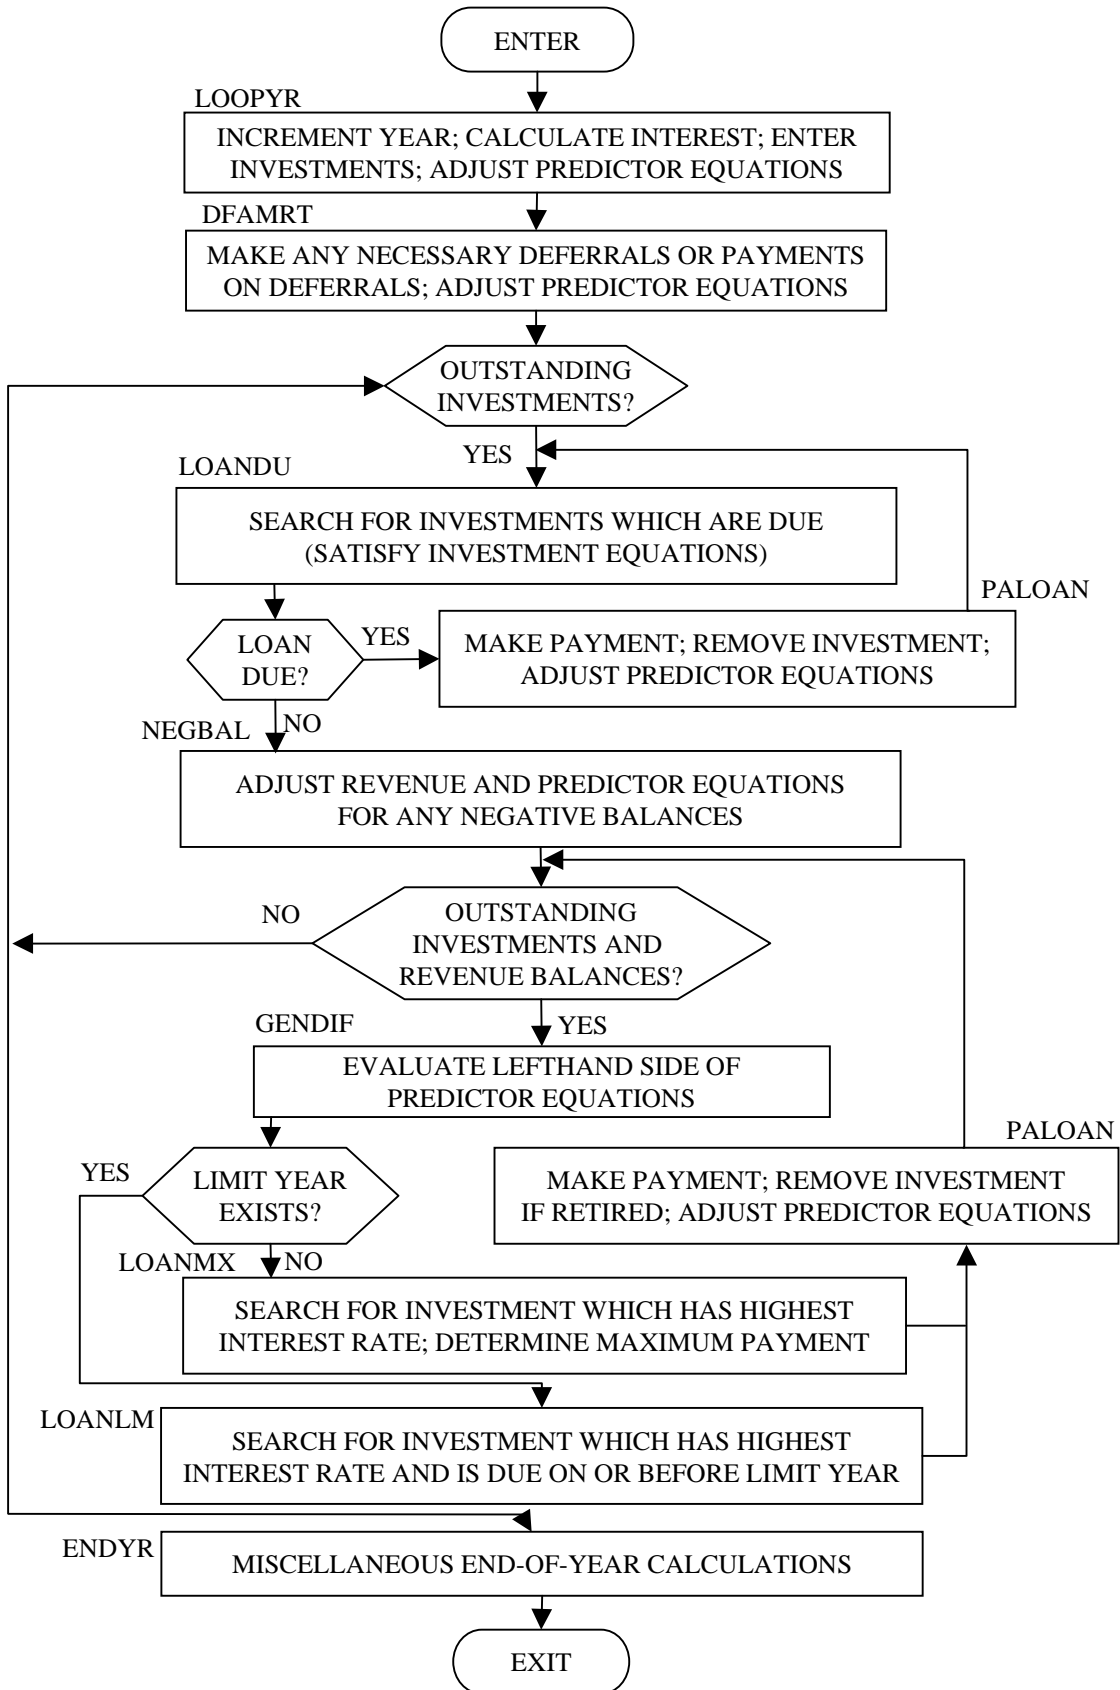 ENTER
LOOPYR
INCREMENT YEAR; CALCULATE INTEREST; ENTER
INVESTMENTS; ADJUST PREDICTOR EQUATIONS
DFAMRT
MAKE ANY NECESSARY DEFERRALS OR PAYMENTS
ON DEFERRALS; ADJUST PREDICTOR EQUATIONS
OUTSTANDING
INVESTMENTS?
YES
LOANDU
SEARCH FOR INVESTMENTS WHICH ARE DUE
(SATISFY INVESTMENT EQUATIONS)
LOAN
DUE?
YES
PALOAN
MAKE PAYMENT; REMOVE INVESTMENT;
ADJUST PREDICTOR EQUATIONS
NO
NEGBAL
ADJUST REVENUE AND PREDICTOR EQUATIONS
FOR ANY NEGATIVE BALANCES
OUTSTANDING
INVESTMENTS AND
REVENUE BALANCES?
NO
YES
GENDIF
EVALUATE LEFTHAND SIDE OF
PREDICTOR EQUATIONS
LIMIT YEAR
EXISTS?
YES
NO
PALOAN
MAKE PAYMENT; REMOVE INVESTMENT
IF RETIRED; ADJUST PREDICTOR EQUATIONS
LOANMX
SEARCH FOR INVESTMENT WHICH HAS HIGHEST
INTEREST RATE; DETERMINE MAXIMUM PAYMENT
LOANLM
SEARCH FOR INVESTMENT WHICH HAS HIGHEST
INTEREST RATE AND IS DUE ON OR BEFORE LIMIT YEAR
ENDYR
MISCELLANEOUS END-OF-YEAR CALCULATIONS
EXIT